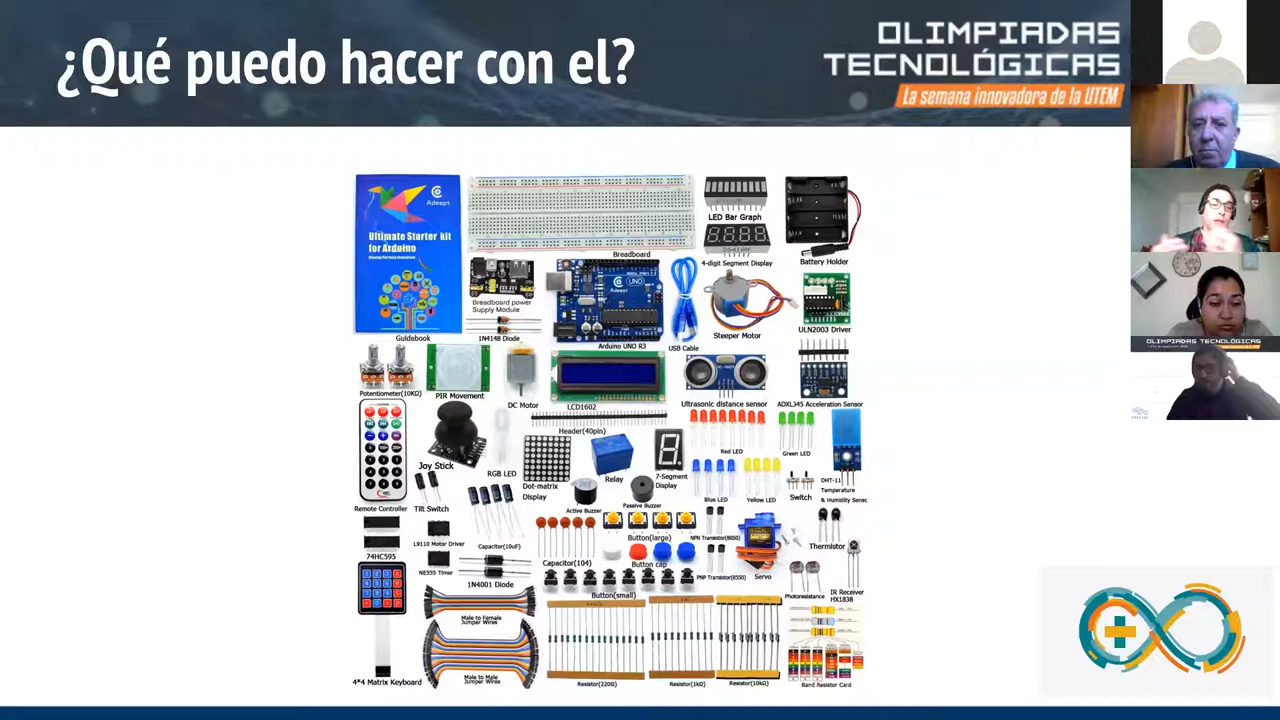 ¿Qué puedo hacer con el?
OLIMPIADAS
TECNOLÓGICAS
La semana innovadora de la UTEM
Adeept
Ultimate Starter kit
for Arduino
Guidebook
Breadboard
LED Bar Graph
4-digit Segment Display
Battery Holder
Breadboard power
Supply Module
1N4148 Diode
Adeept
UNO
Arduino UNO R3
USB Cable
Sleeper Motor
ULN2003 Driver
Potentiometer(10KΩ)
PIR Movement
DC Motor
LCD1602
Ultrasonic distance sensor
ADXL345 Acceleration Sensor
Header(40pin)
Red LED
Green LED
Remote Controller
Joy Stick
Tilt Switch
RGB LED
Dot-matrix
Display
Relay
7-Segment
Display
Blue LED
Yellow LED
Switch
DHT-11
Temperature
& Humidity Sensc
Active Buzzer
Passive Buzzer
74HC595
L9110 Motor Driver
NE555 Timer
Capacitor(10uF)
1N4001 Diode
Capacitor(104)
Button(large)
Button cap
Button(small)
NPN Transistor(8050)
PNP Transistor(8550)
Servo
Thermistor
Photoresistance
IR Receiver
HX1838
4*4 Matrix Keyboard
Male to Female
Jumper Wires
Male to Male
Jumper Wires
Resistor(220Ω)
Resistor(1kΩ)
Resistor(10kΩ)
Band Resistor Card
OLIMPIADAS TECNOLÓGICAS